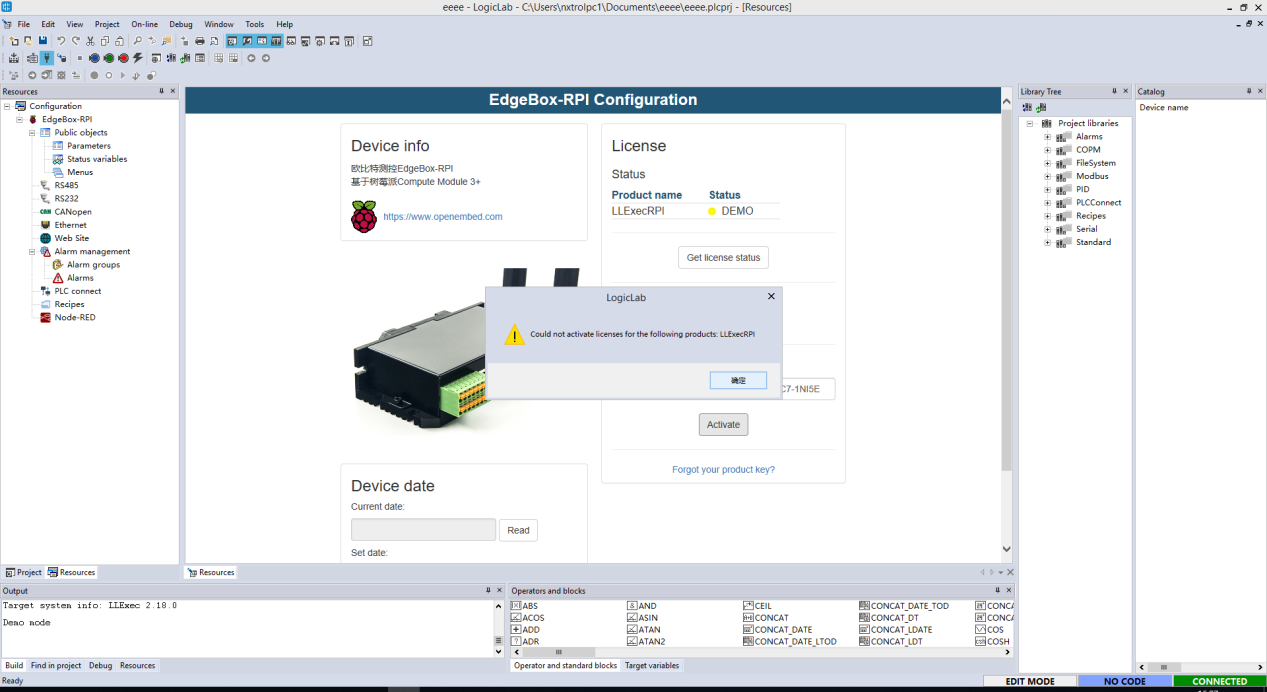 eeee - LogicLab - C:\Users\nxtrolpc1\Documents\eeee\eeee.plcprj - [Resources]
File Edit View Project On-line Debug Window Tools Help
Resources
Configuration
EdgeBox-RPI
Public objects
Parameters
Status variables
Menus
RS485
RS232
CANopen
Ethernet
Web Site
Alarm management
Alarm groups
Alarms
PLC connect
Recipes
Node-RED
Project Resources
EdgeBox-RPI Configuration
Device info
欧比特测控EdgeBox-RPI
基于树莓派Compute Module 3+
https://www.openembed.com
License
Status
Product name Status
LLExecRPI DEMO
Get license status
LogicLab
Could not activate licenses for the following products: LLExecRPI
确定
C7-1NI5E
Activate
Forgot your product key?
Device date
Current date:
Read
Set date:
Resources
Library Tree
Project libraries
Alarms
COPM
FileSystem
Modbus
PID
PLCConnect
Recipes
Serial
Standard
Catalog
Device name
Output
Target system info: LLExec 2.18.0
Demo mode
Build Find in project Debug Resources
Operators and blocks
ABS AND CEIL CONCAT_DATE_TOD CONCA
ACOS ASIN CONCAT CONCAT_DT CONCA
ADD ATAN CONCAT_DATE CONCAT_LDATE COS
ADR ATAN2 CONCAT_DATE_LTOD CONCAT_LDT COSH
Operator and standard blocks Target variables
Ready
EDIT MODE NO CODE CONNECTED